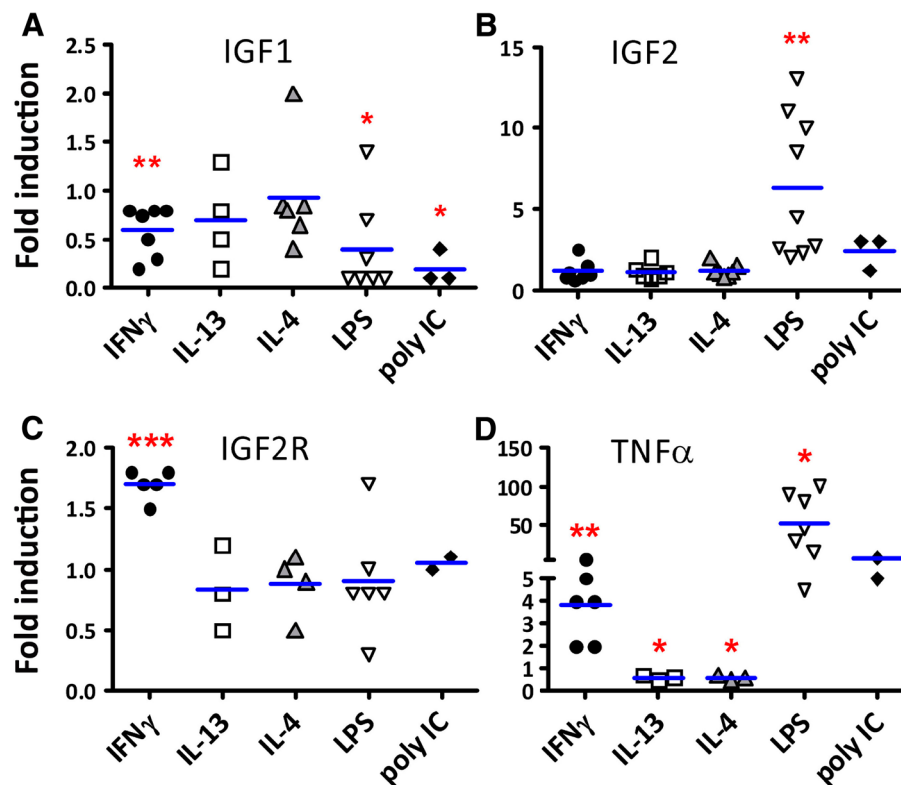 A
IGF1
Fold induction
2.5
2.0
1.5
1.0
0.5
0.0
**
*
*
IFNγ
IL-13
IL-4
LPS
poly IC
B
IGF2
15
10
5
0
**
IFNγ
IL-13
IL-4
LPS
poly IC
C
IGF2R
Fold induction
2.0
1.5
1.0
0.5
0.0
***
IFNγ
IL-13
IL-4
LPS
poly IC
D
TNFα
150
100
50
5
4
3
2
1
0
**
*
*
*
IFNγ
IL-13
IL-4
LPS
poly IC